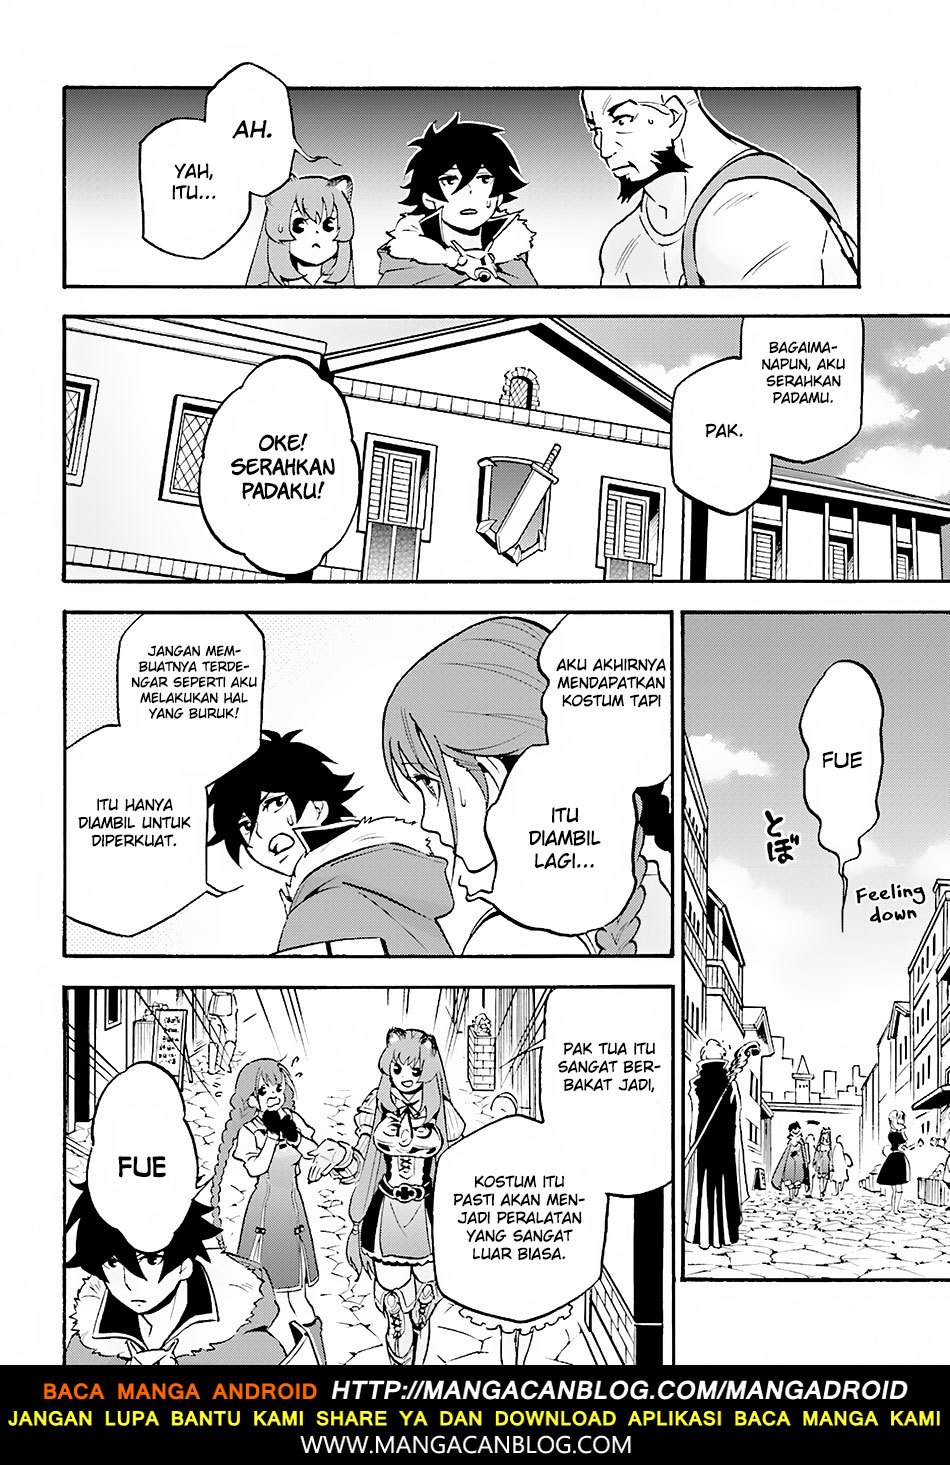 AH.
YAH,
ITU...
BAGAIMA-
NAPUN, AKU
SERAHKAN
PADAMU.
PAK.
OKE!
SERAHKAN
PADAKU!
FUE
とほ゛
Feeling
down
AKU AKHIRNYA
MENDAPATKAN
KOSTUM TAPI
ITU
DIAMBIL
LAGI...
JANGAN MEM-
BUATNYA TERDE-
NGAR SEPERTI AKU
MELAKUKAN HAL
YANG BURUK!
ITU HANYA
DIAMBIL UNTUK
DIPERKUAT.
PAK TUA ITU
SANGAT BER-
BAKAT JADI,
KOSTUM ITU
PASTI AKAN MEN-
JADI PERALATAN
YANG SANGAT
LUAR BIASA.
FUE
BACA MANGA ANDROID HTTP://MANGACANBLOG.COM/MANGADROID
JANGAN LUPA BANTU KAMI SHARE YA DAN DOWNLOAD APLIKASI BACA MANGA KAMI
WWW.MANGACANBLOG.COM